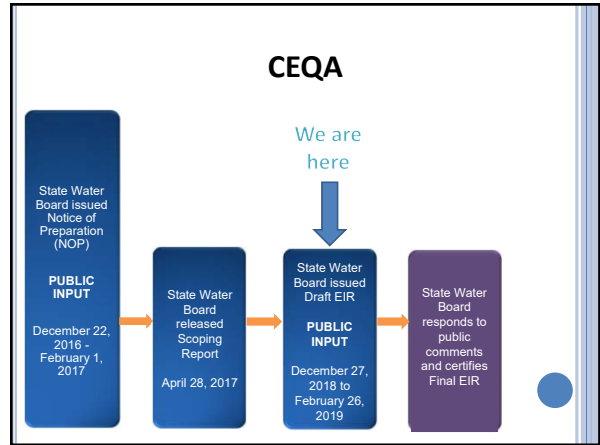 CEQA
We are
here
State Water
Board issued
Notice of
Preparation
(NOP)
PUBLIC
INPUT
December 22,
2016 -
February 1,
2017
State Water
Board
released
Scoping
Report
April 28, 2017
State Water
Board issued
Draft EIR
PUBLIC
INPUT
December 27,
2018 to
February 26,
2019
State Water
Board
responds to
public
comments
and certifies
Final EIR